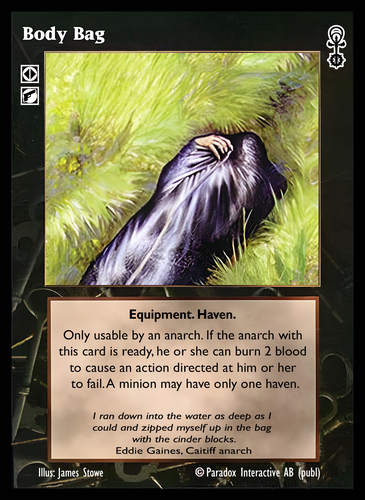 Body Bag
Equipment. Haven.
Only usable by an anarch. If the anarch with
this card is ready, he or she can burn 2 blood
to cause an action directed at him or her
to fail. A minion may have only one haven.
I ran down into the water as deep as I
could and zipped myself up in the bag
with the cinder blocks.
Eddie Gaines, Caitiff anarch
Illus: James Stowe © Paradox Interactive AB (publ)